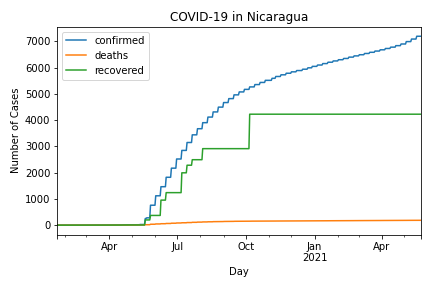 COVID-19 in Nicaragua
confirmed
deaths
recovered
Number of Cases
7000
6000
5000
4000
3000
2000
1000
0
Apr
Jul
Oct
Jan
2021
Apr
Day